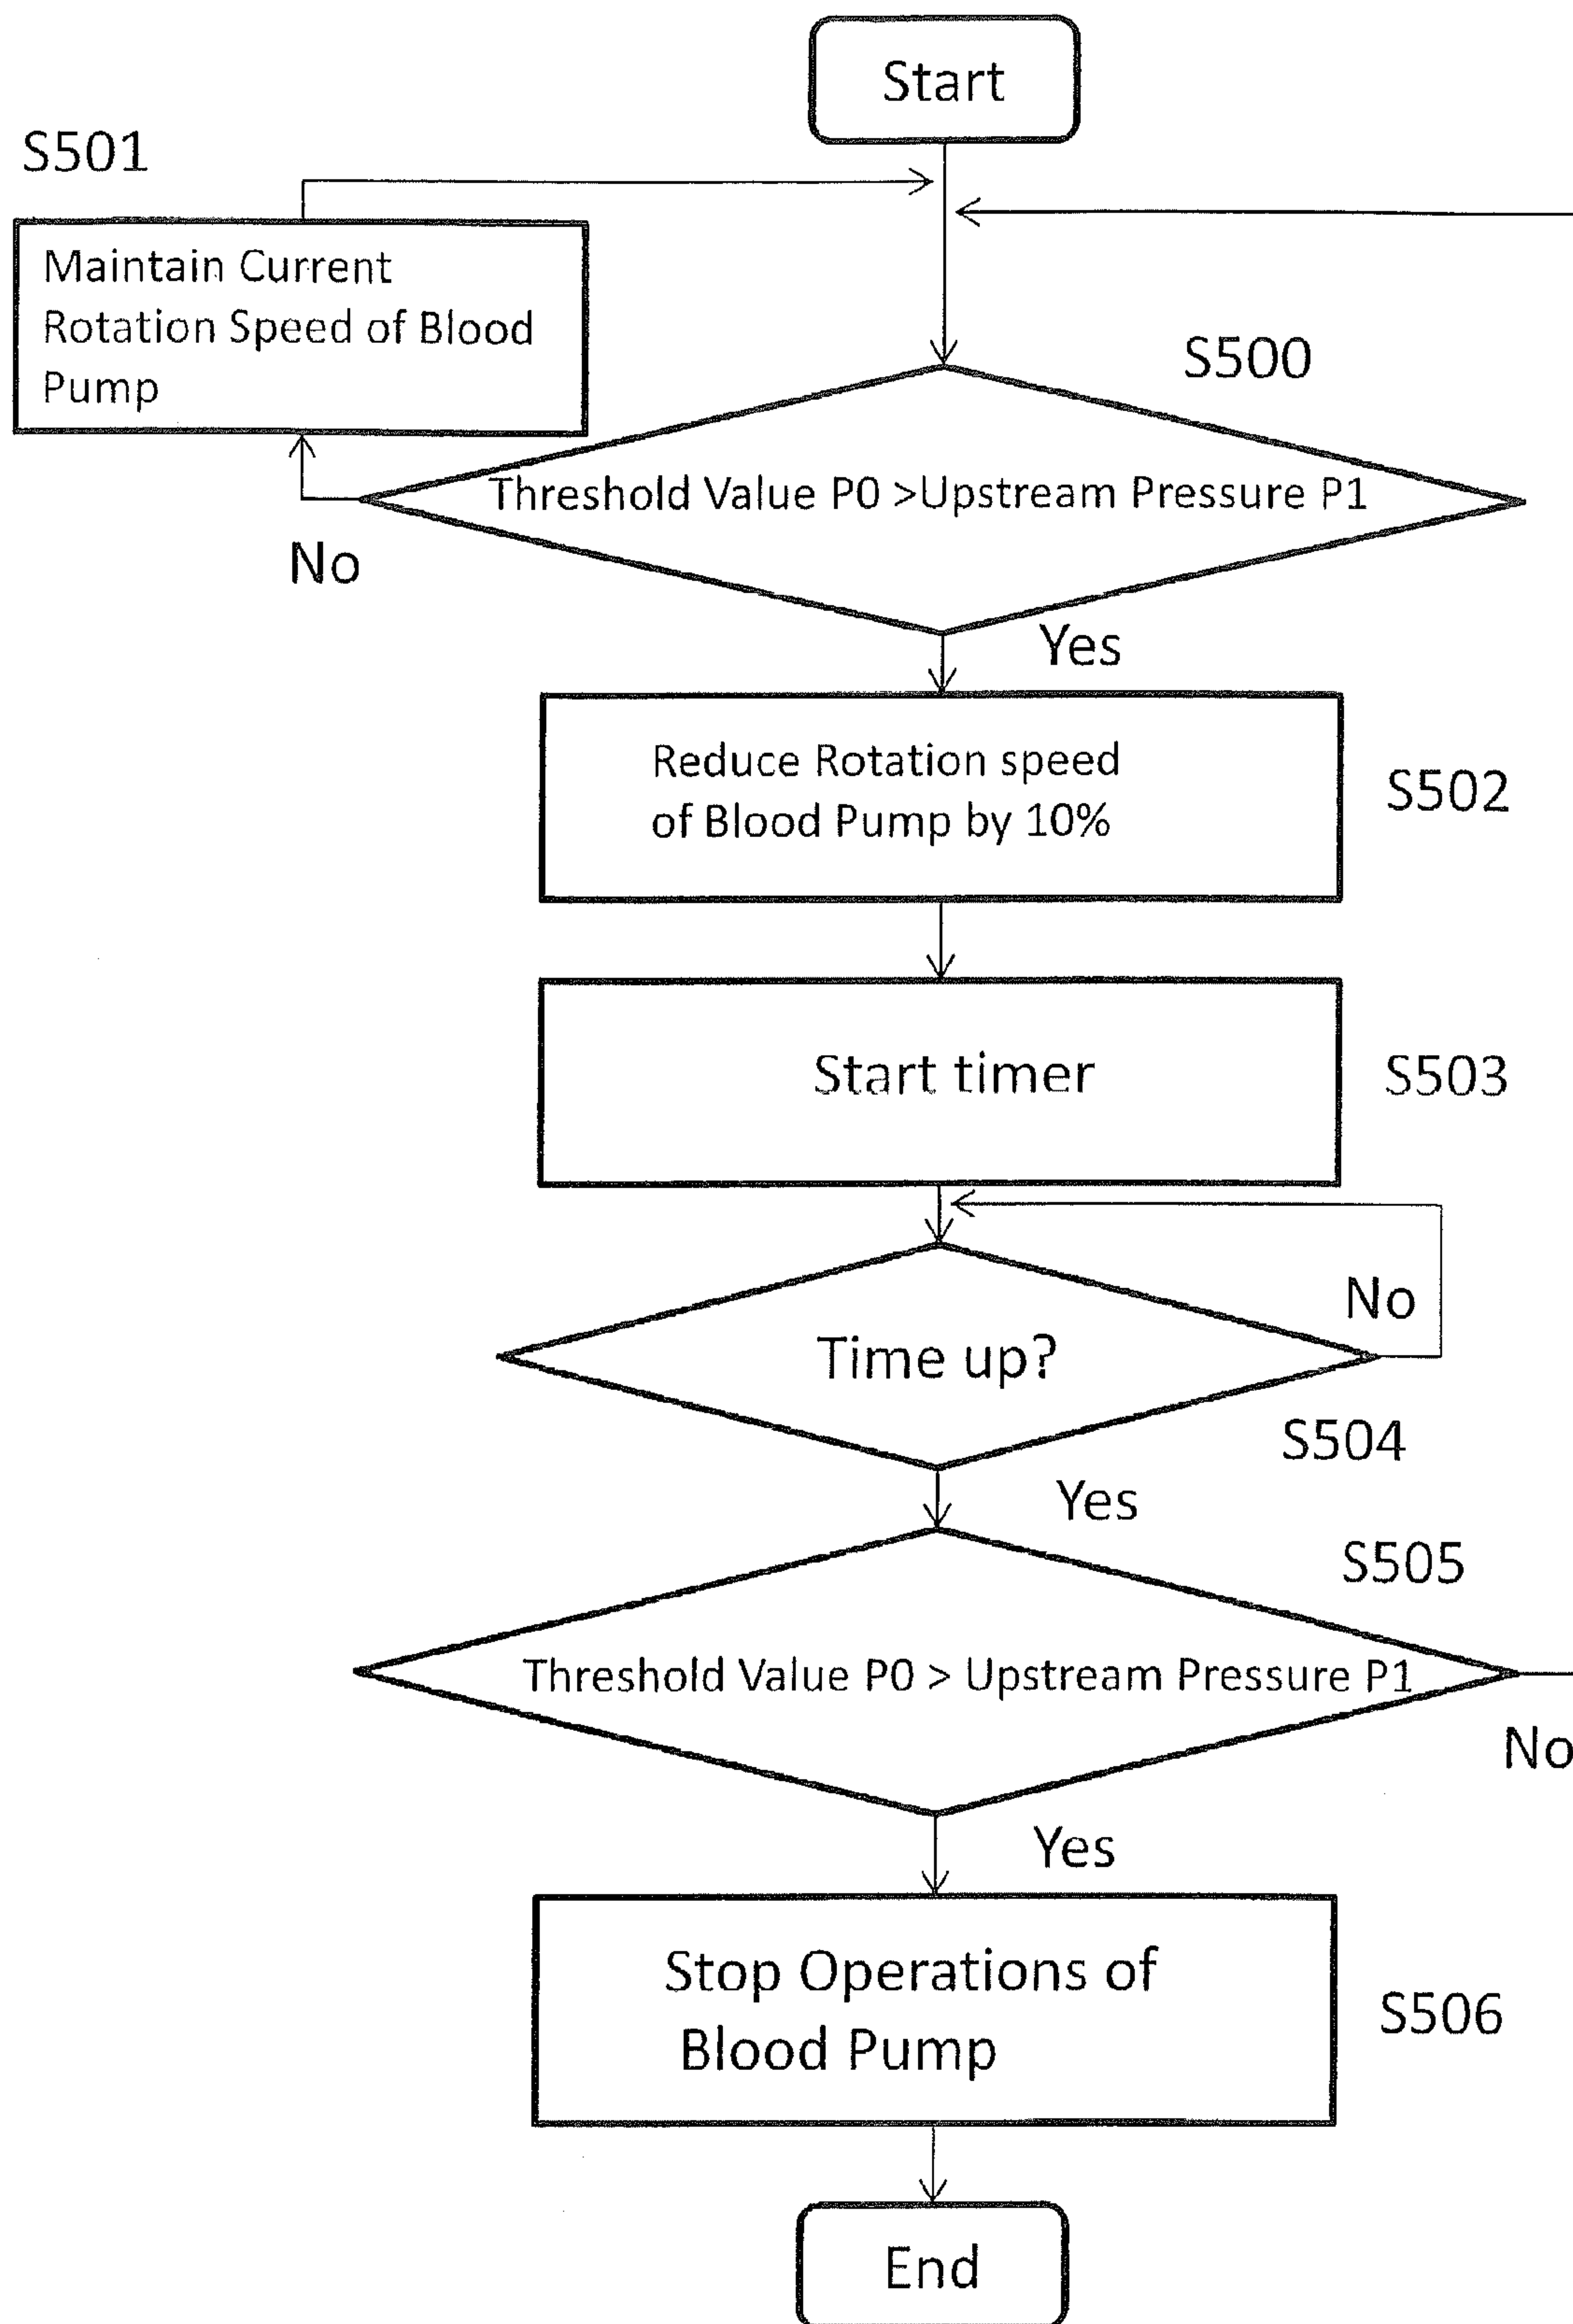 Start
S501
Maintain Current
Rotation Speed of Blood
Pump
S500
Threshold Value P0 >Upstream Pressure P1
No
Yes
Reduce Rotation speed
of Blood Pump by 10%
S502
Start timer
S503
No
Time up?
S504
Yes
S505
Threshold Value P0 > Upstream Pressure P1
No
Yes
Stop Operations of
Blood Pump
S506
End